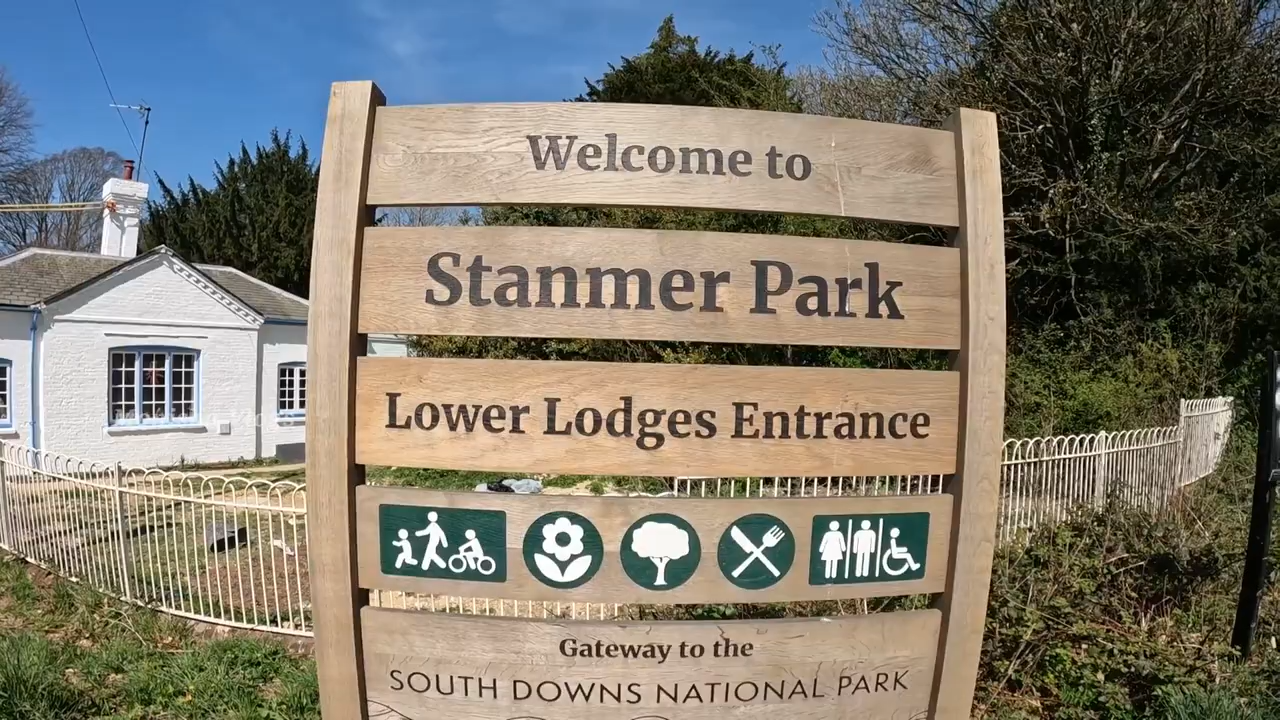 Welcome to
Stanmer Park
Lower Lodges Entrance
Gateway to the
SOUTH DOWNS NATIONAL PARK